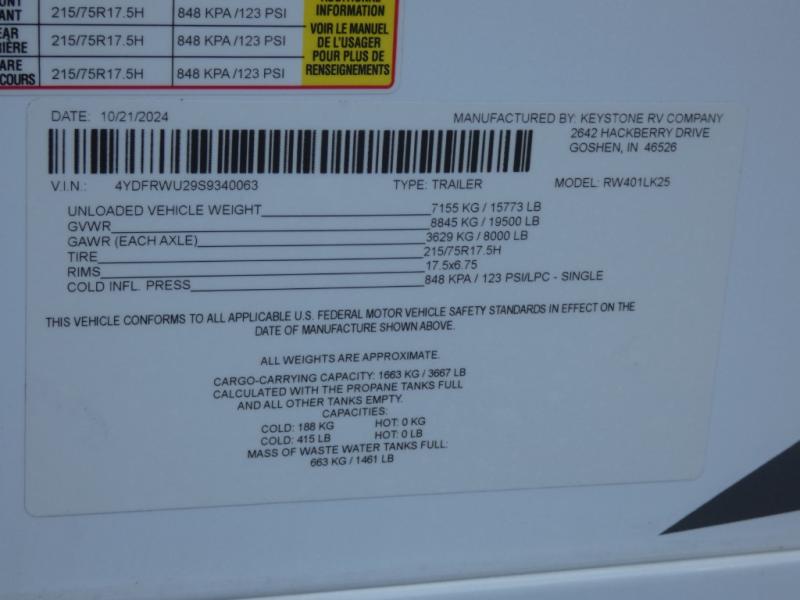 UNT ADDITIONAL
ANT 215/75R17.5H 848 KPA /123 PSI INFORMATION
EAR VOIR LE MANUEL
RIÈRE 215/75R17.5H 848 KPA /123 PSI DE L'USAGER
ARE POUR PLUS DE
COURS 215/75R17.5H 848 KPA /123 PSI RENSEIGNEMENTS
DATE: 10/21/2024 MANUFACTURED BY: KEYSTONE RV COMPANY
2642 HACKBERRY DRIVE
GOSHEN, IN 46526
V.I.N.: 4YDFRWU29S9340063 TYPE: TRAILER MODEL: RW401LK25
UNLOADED VEHICLE WEIGHT 7155 KG / 15773 LB
GVWR 8845 KG / 19500 LB
GAWR (EACH AXLE) 3629 KG / 8000 LB
TIRE 215/75R17.5H
RIMS 17.5x6.75
COLD INFL. PRESS 848 KPA / 123 PSI/LPC - SINGLE
THIS VEHICLE CONFORMS TO ALL APPLICABLE U.S. FEDERAL MOTOR VEHICLE SAFETY STANDARDS IN EFFECT ON THE
DATE OF MANUFACTURE SHOWN ABOVE.
ALL WEIGHTS ARE APPROXIMATE.
CARGO-CARRYING CAPACITY: 1663 KG / 3667 LB
CALCULATED WITH THE PROPANE TANKS FULL
AND ALL OTHER TANKS EMPTY.
CAPACITIES:
COLD: 188 KG HOT: 0 KG
COLD: 415 LB HOT: 0 LB
MASS OF WASTE WATER TANKS FULL:
663 KG / 1461 LB